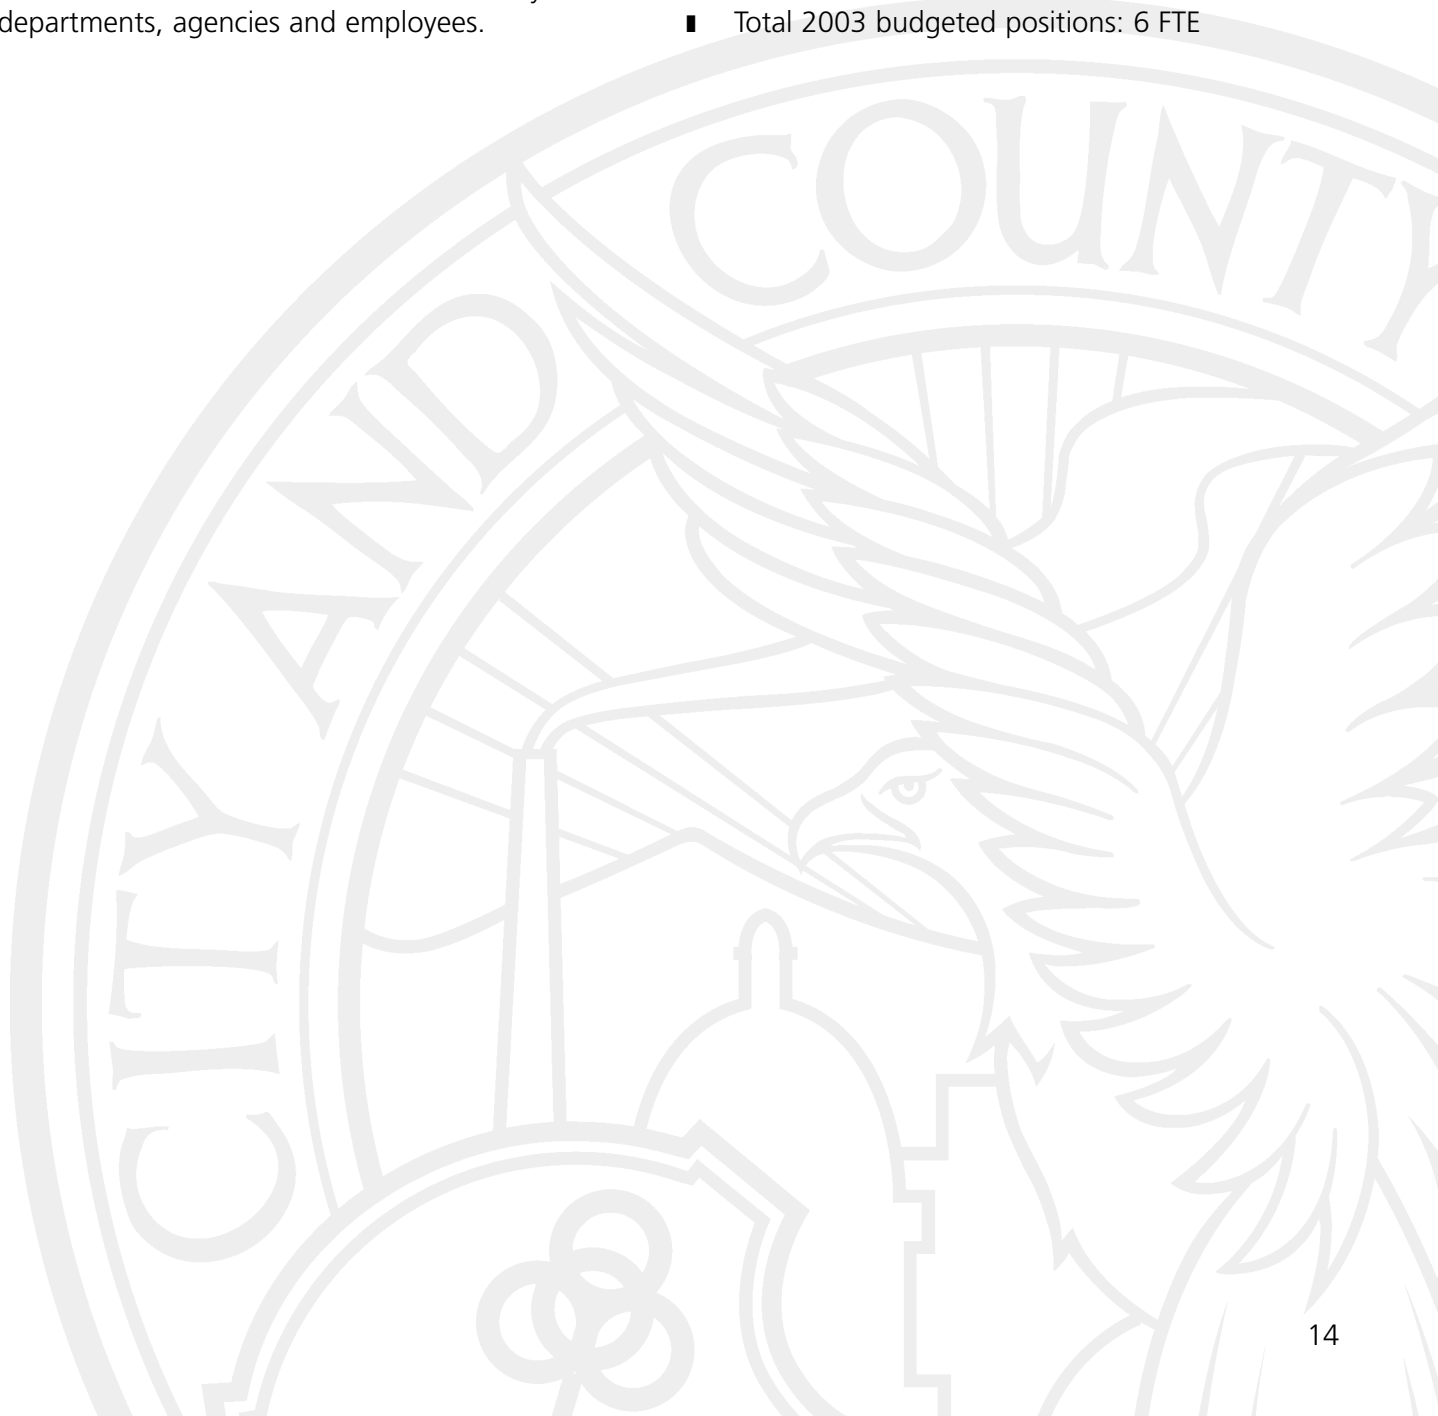 departments, agencies and employees.
▪ Total 2003 budgeted positions: 6 FTE
CITY AND COUNTY
14